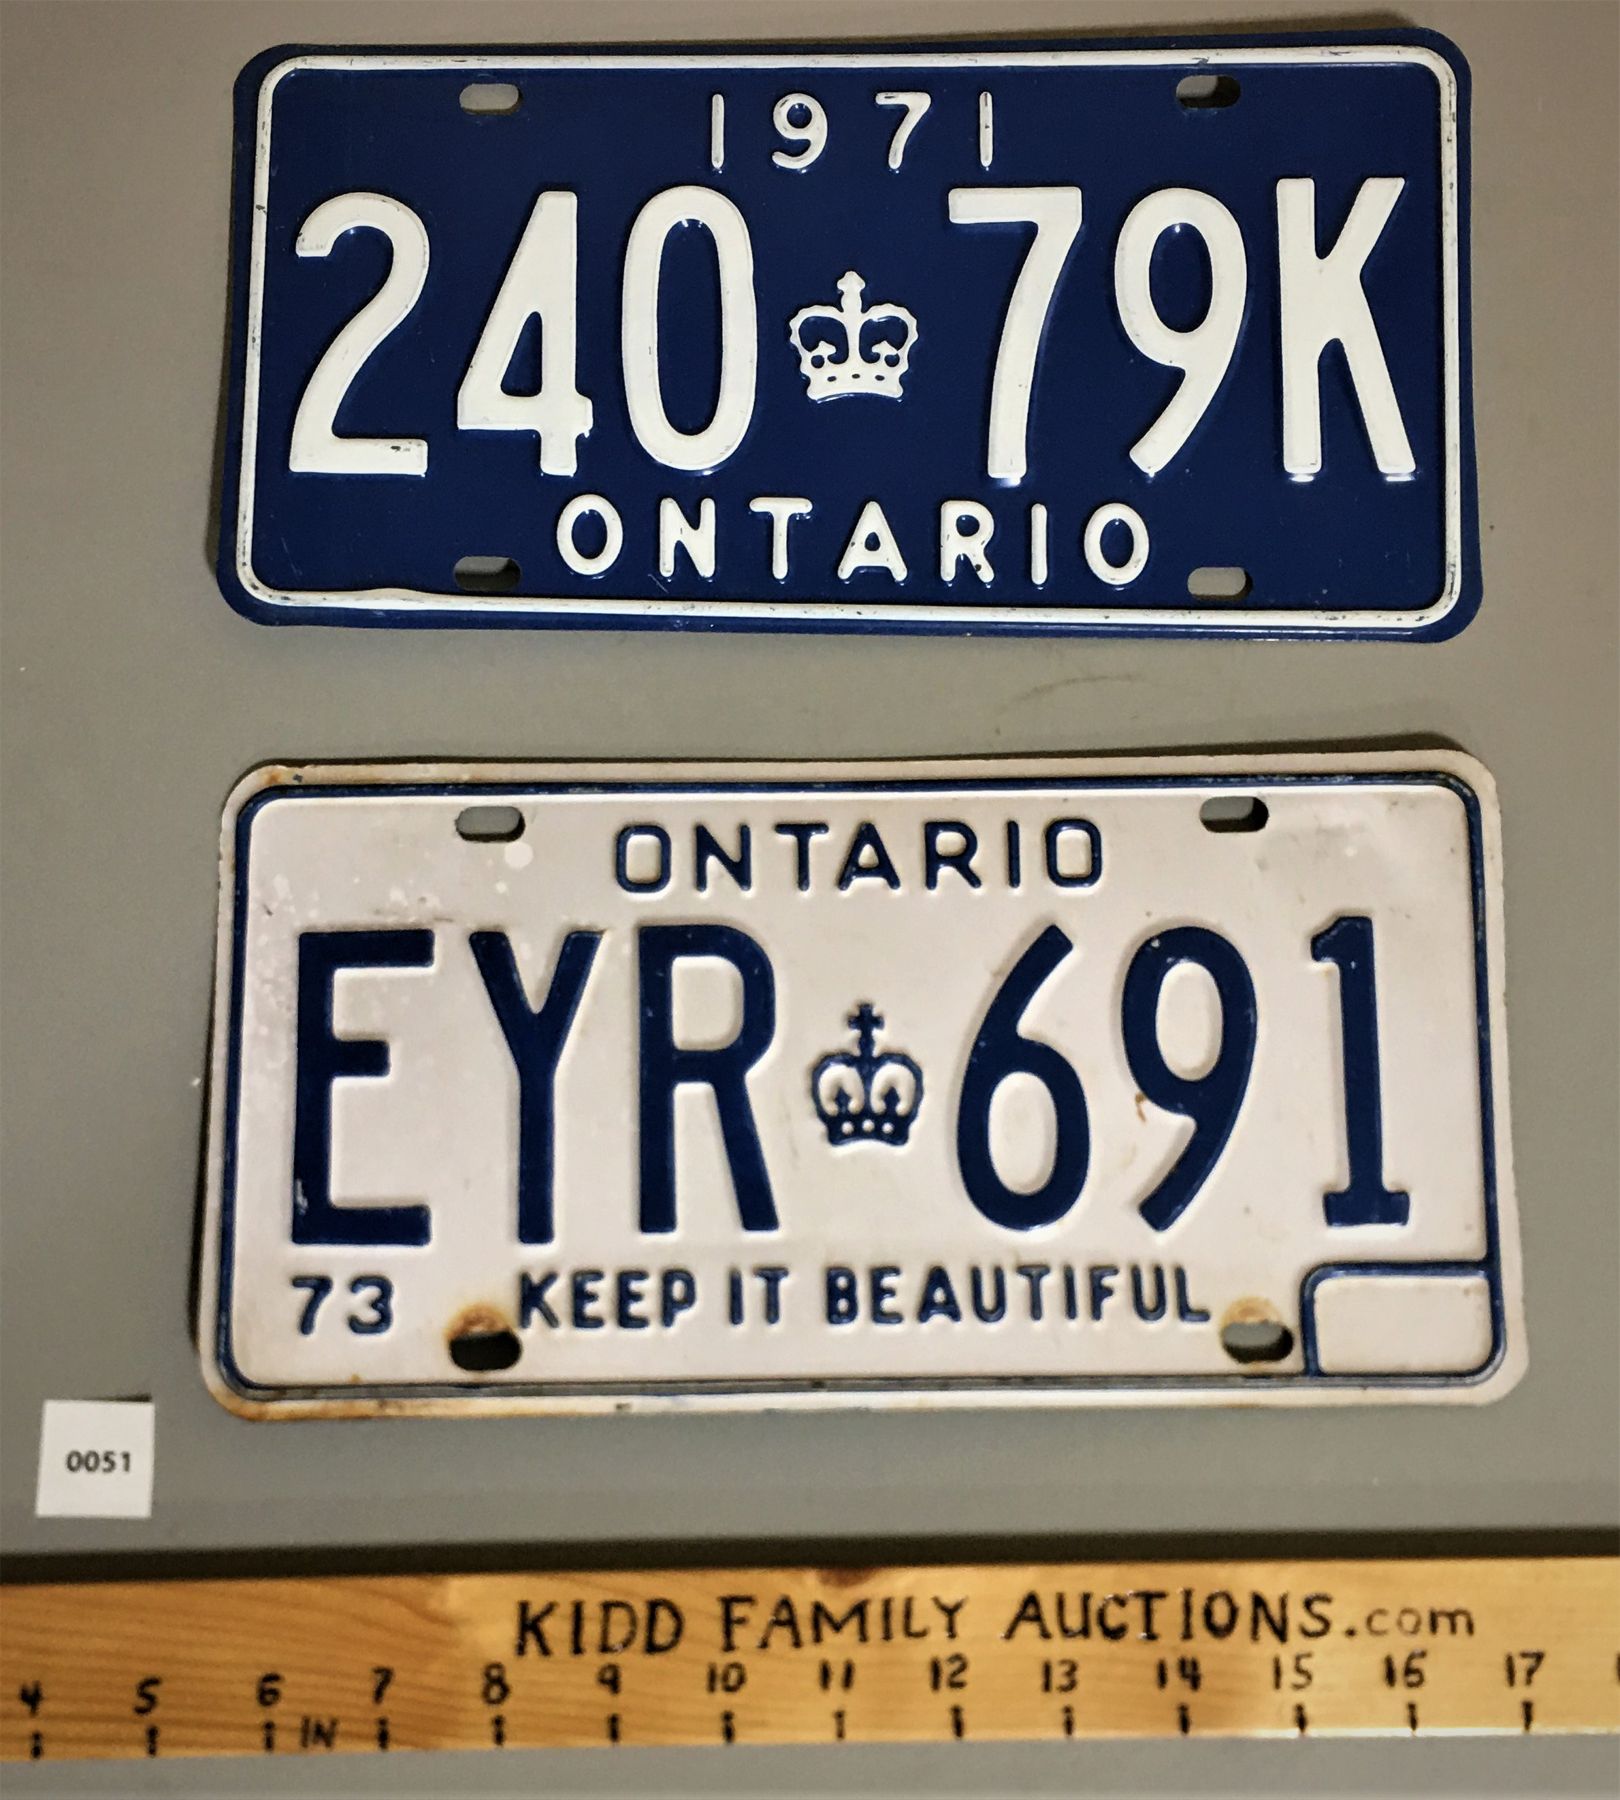 1971
240 79K
ONTARIO
ONTARIO
EYR 691
73 KEEP IT BEAUTIFUL
0051
KIDD FAMILY AUCTIONS.com
4 5 6 7 8 9 10 11 12 13 14 15 16 17
IN